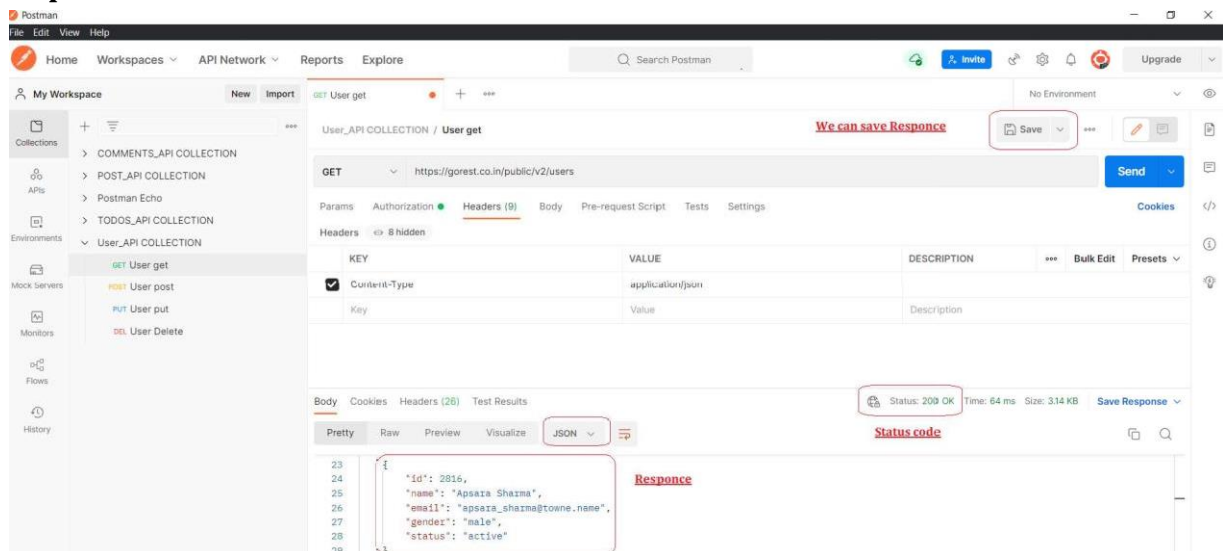 Postman
File Edit View Help
Home Workspaces API Network Reports Explore Search Postman Invite Upgrade
My Workspace New Import GET User get No Environment
Collections
APIs
Environments
Mock Servers
Monitors
Flows
History
COMMENTS_API COLLECTION
POST_API COLLECTION
Postman Echo
TODOS_API COLLECTION
User_API COLLECTION
GET User get
POST User post
PUT User put
DEL User Delete
User_API COLLECTION / User get We can save Responce Save
GET https://gorest.co.in/public/v2/users Send
Params Authorization Headers (9) Body Pre-request Script Tests Settings Cookies
Headers 8 hidden
KEY VALUE DESCRIPTION Bulk Edit Presets
Content-Type application/json
Key Value Description
Body Cookies Headers (26) Test Results Status: 200 OK Time: 64 ms Size: 3.14 KB Save Response
Pretty Raw Preview Visualize JSON Status code
23 {
24 "id": 2816, Responce
25 "name": "Apsara Sharma",
26 "email": "apsara_sharma@towne.name",
27 "gender": "male",
28 "status": "active"
29 }